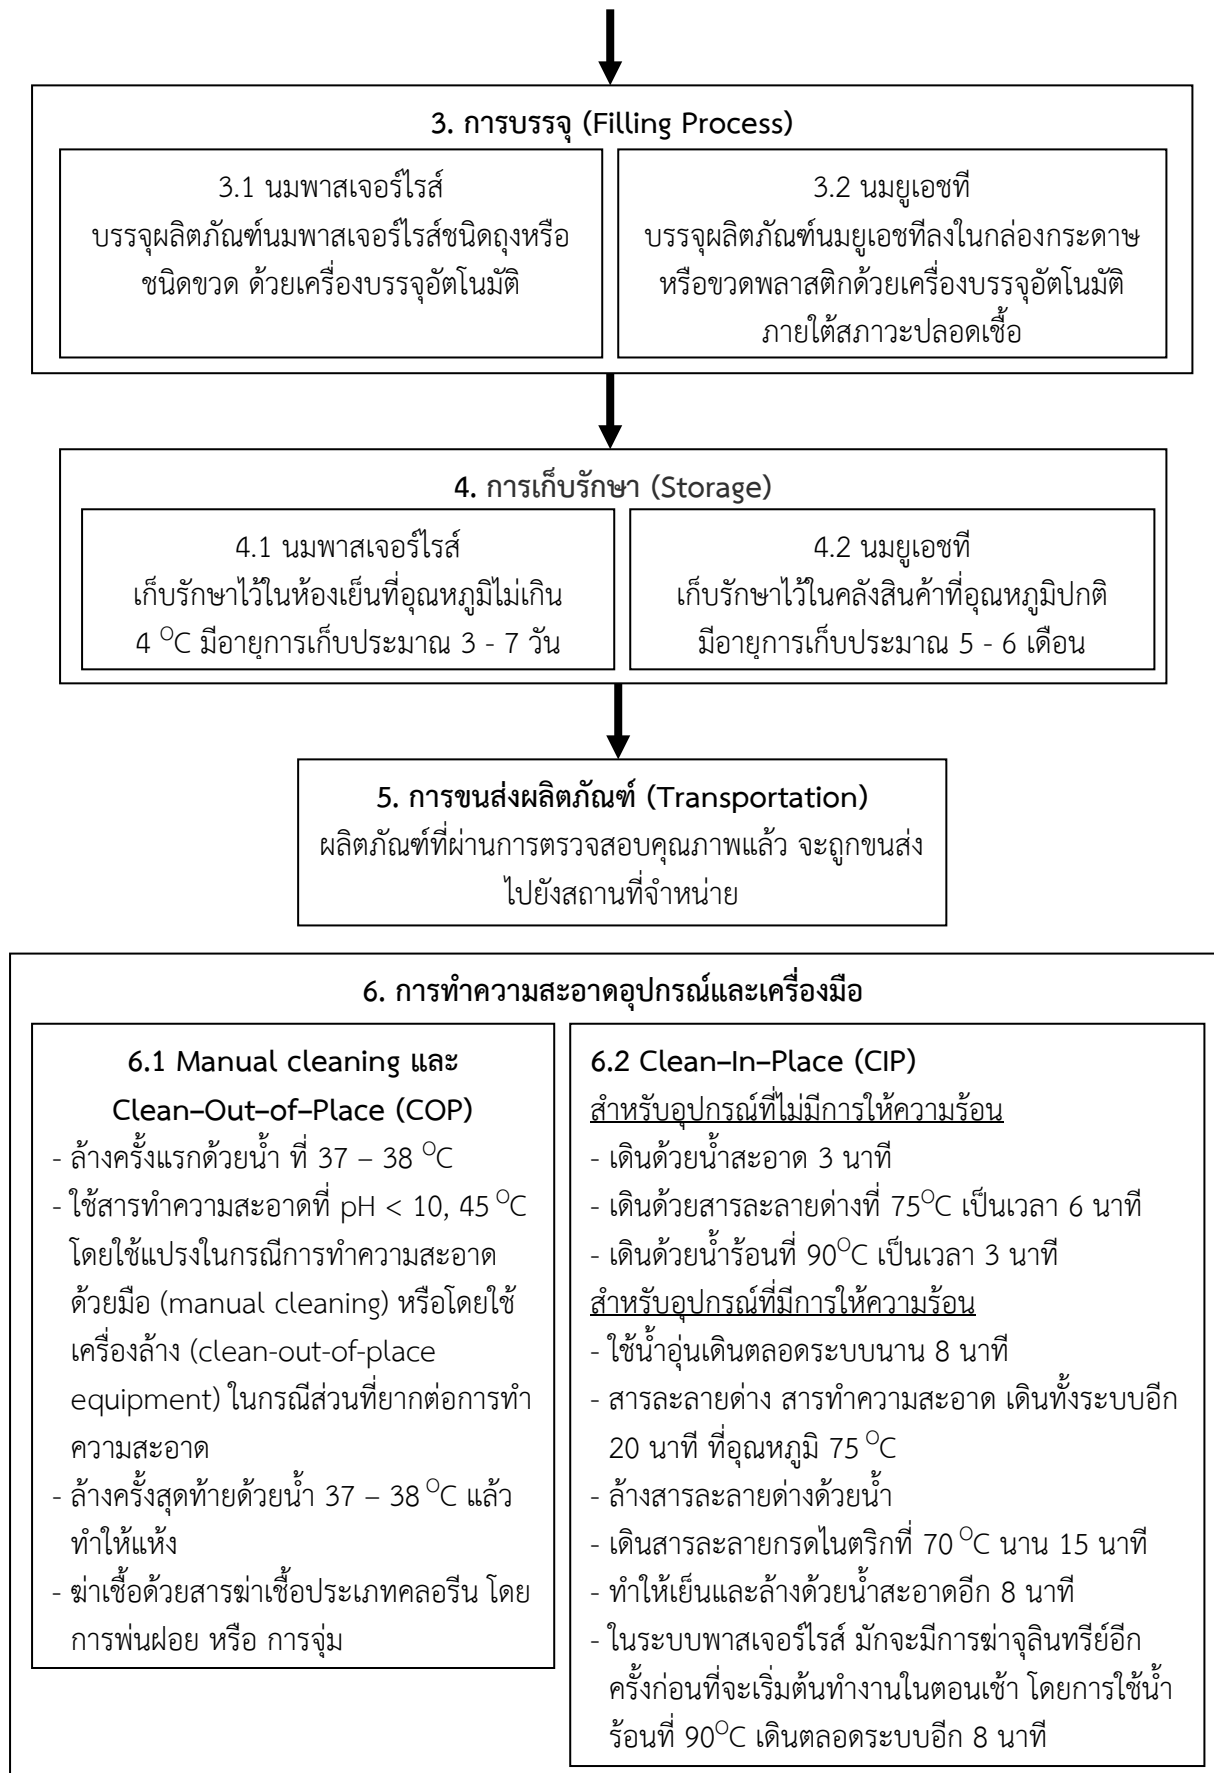 3. การบรรจุ (Filling Process)
3.1 นมพาสเจอร์ไรส์
บรรจุผลิตภัณฑ์นมพาสเจอร์ไรส์ชนิดถุงหรือ
ชนิดขวด ด้วยเครื่องบรรจุอัตโนมัติ
3.2 นมยูเอชที
บรรจุผลิตภัณฑ์นมยูเอชทีลงในกล่องกระดาษ
หรือขวดพลาสติกด้วยเครื่องบรรจุอัตโนมัติ
ภายใต้สภาวะปลอดเชื้อ
4. การเก็บรักษา (Storage)
4.1 นมพาสเจอร์ไรส์
เก็บรักษาไว้ในห้องเย็นที่อุณหภูมิไม่เกิน
4 °C มีอายุการเก็บประมาณ 3 - 7 วัน
4.2 นมยูเอชที
เก็บรักษาไว้ในคลังสินค้าที่อุณหภูมิปกติ
มีอายุการเก็บประมาณ 5 - 6 เดือน
5. การขนส่งผลิตภัณฑ์ (Transportation)
ผลิตภัณฑ์ที่ผ่านการตรวจสอบคุณภาพแล้ว จะถูกขนส่ง
ไปยังสถานที่จำหน่าย
6. การทำความสะอาดอุปกรณ์และเครื่องมือ
6.1 Manual cleaning และ
Clean–Out–of–Place (COP)
- ล้างครั้งแรกด้วยน้ำ ที่ 37 – 38 °C
- ใช้สารทำความสะอาดที่ pH < 10, 45 °C
โดยใช้แปรงในกรณีการทำความสะอาด
ด้วยมือ (manual cleaning) หรือโดยใช้
เครื่องล้าง (clean-out-of-place
equipment) ในกรณีส่วนที่ยากต่อการทำ
ความสะอาด
- ล้างครั้งสุดท้ายด้วยน้ำ 37 – 38 °C แล้ว
ทำให้แห้ง
- ฆ่าเชื้อด้วยสารฆ่าเชื้อประเภทคลอรีน โดย
การพ่นฝอย หรือ การจุ่ม
6.2 Clean–In–Place (CIP)
สำหรับอุปกรณ์ที่ไม่มีการให้ความร้อน
- เดินด้วยน้ำสะอาด 3 นาที
- เดินด้วยสารละลายด่างที่ 75°C เป็นเวลา 6 นาที
- เดินด้วยน้ำร้อนที่ 90°C เป็นเวลา 3 นาที
สำหรับอุปกรณ์ที่มีการให้ความร้อน
- ใช้น้ำอุ่นเดินตลอดระบบนาน 8 นาที
- สารละลายด่าง สารทำความสะอาด เดินทั้งระบบอีก
20 นาที ที่อุณหภูมิ 75 °C
- ล้างสารละลายด่างด้วยน้ำ
- เดินสารละลายกรดไนตริกที่ 70 °C นาน 15 นาที
- ทำให้เย็นและล้างด้วยน้ำสะอาดอีก 8 นาที
- ในระบบพาสเจอร์ไรส์ มักจะมีการฆ่าจุลินทรีย์อีก
ครั้งก่อนที่จะเริ่มต้นทำงานในตอนเช้า โดยการใช้น้ำ
ร้อนที่ 90°C เดินตลอดระบบอีก 8 นาที